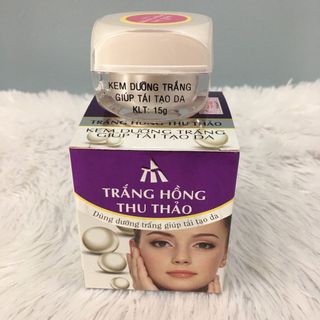 KEM DƯỠNG TRẮNG
GIÚP TÁI TẠO DA
KLT: 15g
TRẮNG HỒNG THU THẢO
KEM DƯỠNG TRẮNG
GIÚP TÁI TẠO DA
TRẮNG HỒNG
THU THẢO
Dùng dưỡng trắng giúp tái tạo da